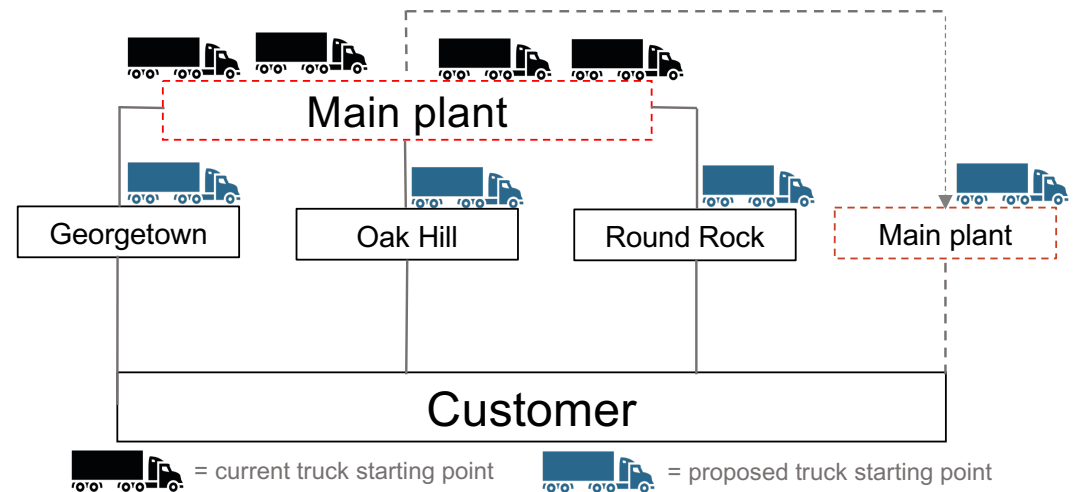 Main plant
Georgetown
Oak Hill
Round Rock
Main plant
Customer
= current truck starting point
= proposed truck starting point